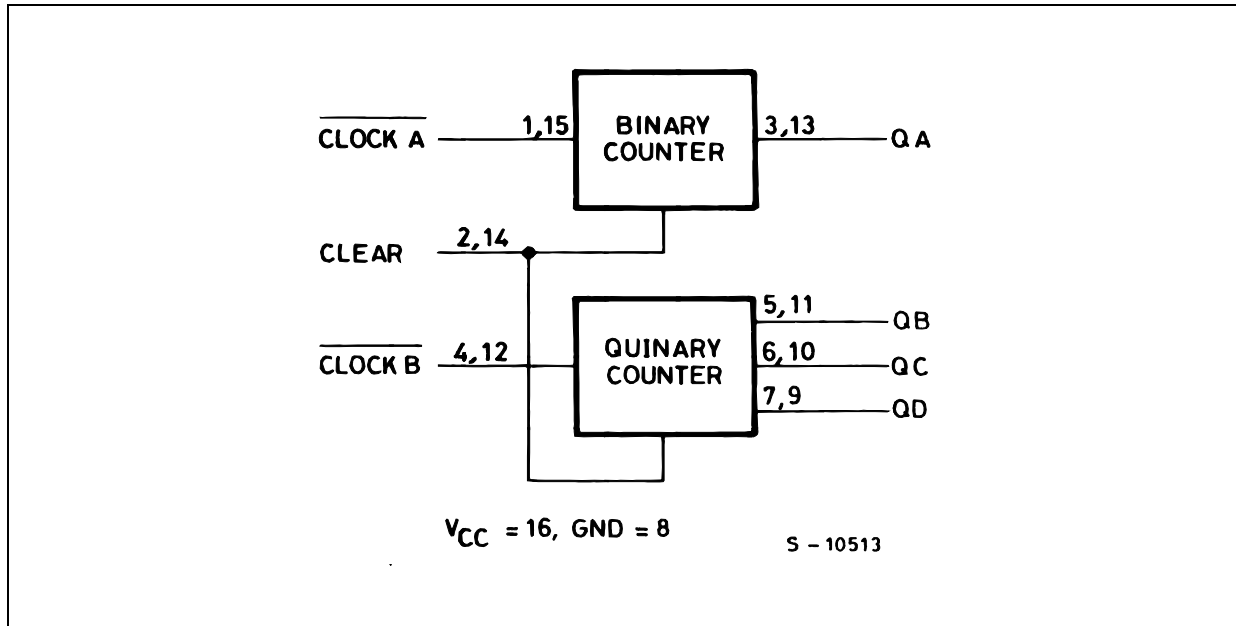 CLOCK A
1,15
BINARY
COUNTER
3,13
QA
CLEAR
2,14
CLOCK B
4,12
QUINARY
COUNTER
5,11
QB
6,10
QC
7,9
QD
VCC = 16, GND = 8
S - 10513